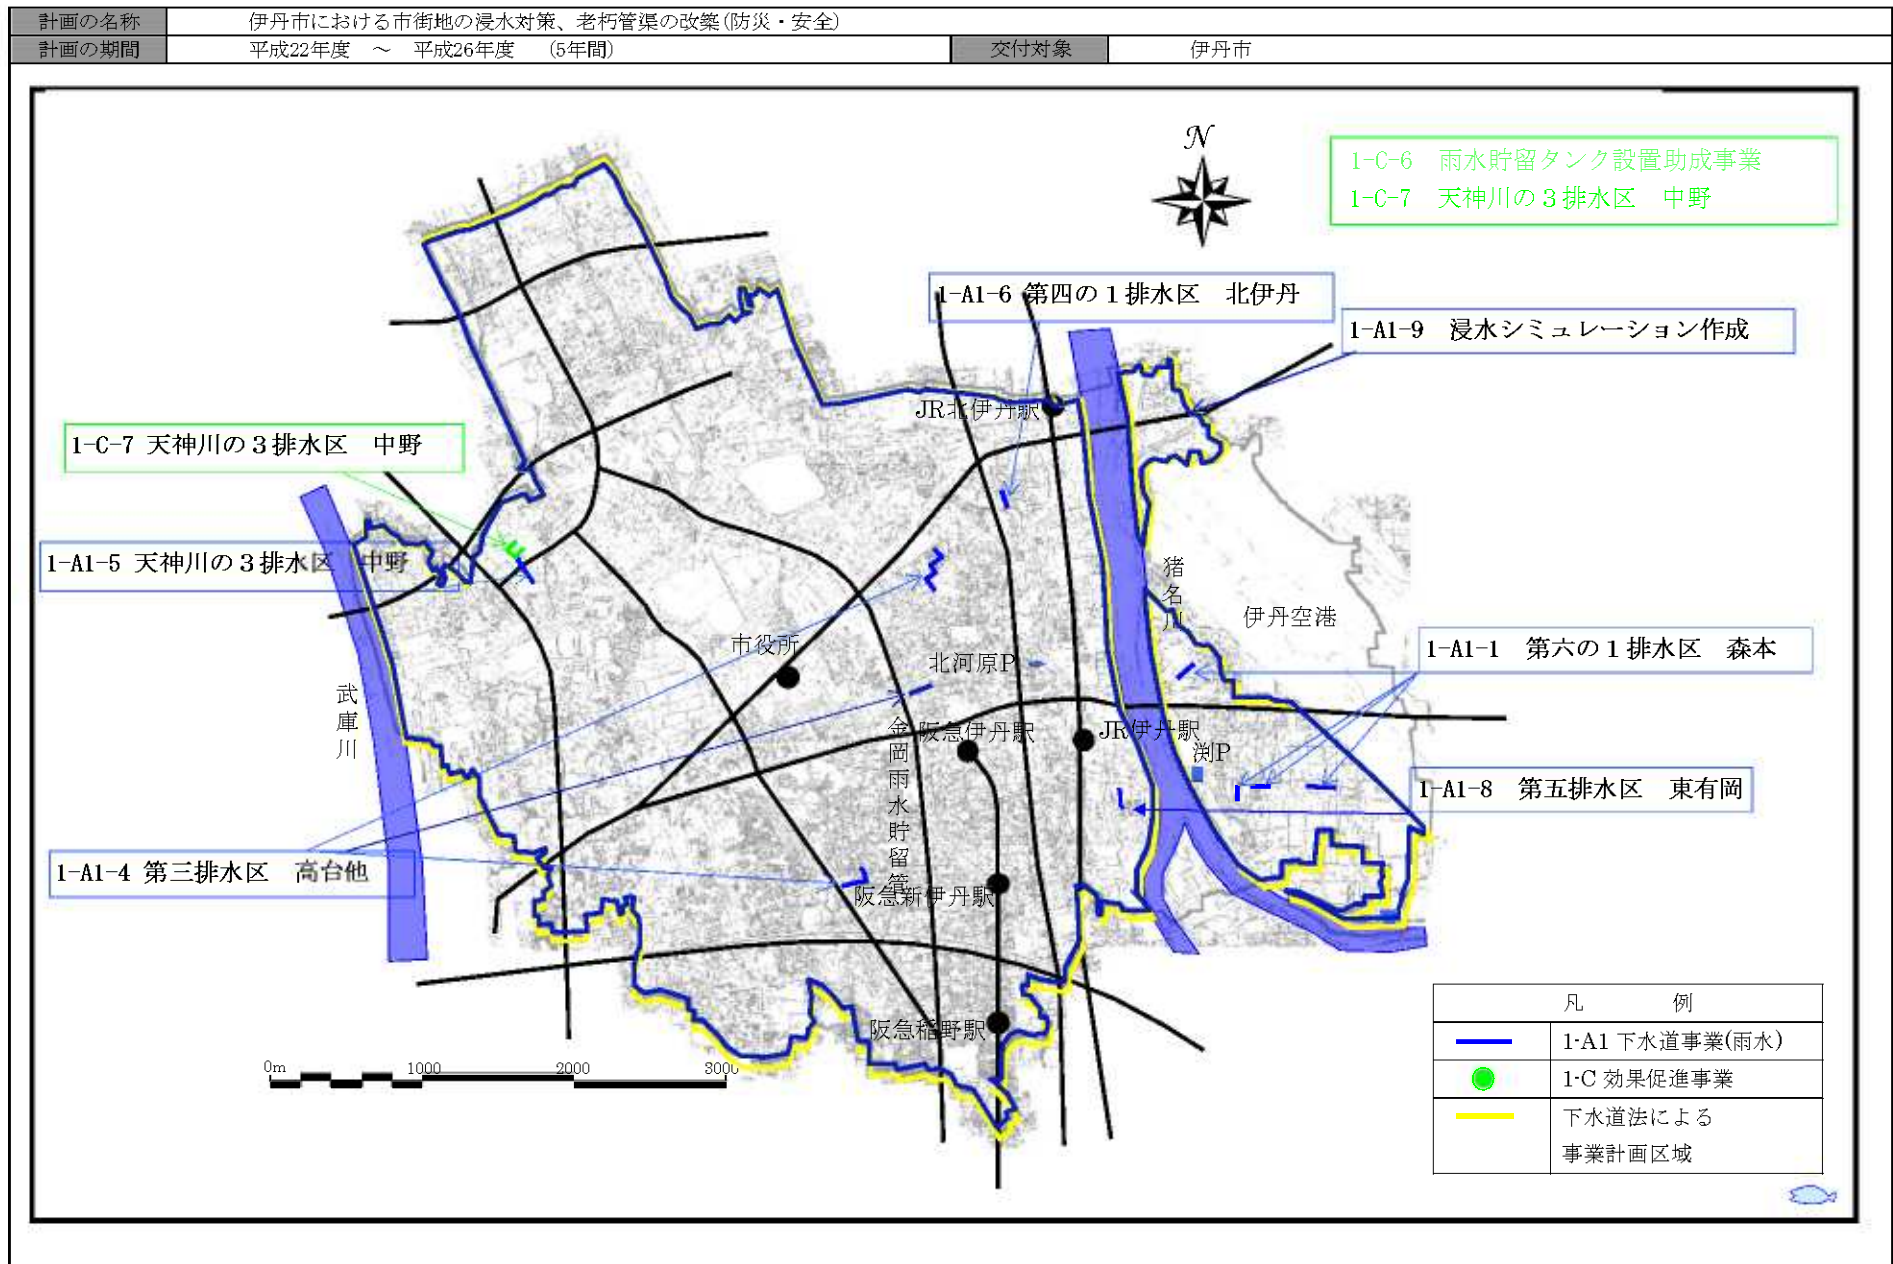 計画の名称 伊丹市における市街地の浸水対策、老朽管渠の改築(防災・安全)
計画の期間 平成22年度 ～ 平成26年度 (5年間) 交付対象 伊丹市
N
1-C-6 雨水貯留タンク設置助成事業
1-C-7 天神川の3排水区 中野
1-A1-6 第四の1排水区 北伊丹
1-A1-9 浸水シミュレーション作成
JR北伊丹駅
1-C-7 天神川の3排水区 中野
1-A1-5 天神川の3排水区 中野
猪名川
伊丹空港
市役所
北河原P
1-A1-1 第六の1排水区 森本
武庫川
金岡雨水貯留管
阪急伊丹駅
JR伊丹駅
渕P
1-A1-8 第五排水区 東有岡
1-A1-4 第三排水区 高台他
阪急新伊丹駅
阪急稲野駅
0m 1000 2000 3000
凡 例
1-A1 下水道事業(雨水)
1-C 効果促進事業
下水道法による
事業計画区域